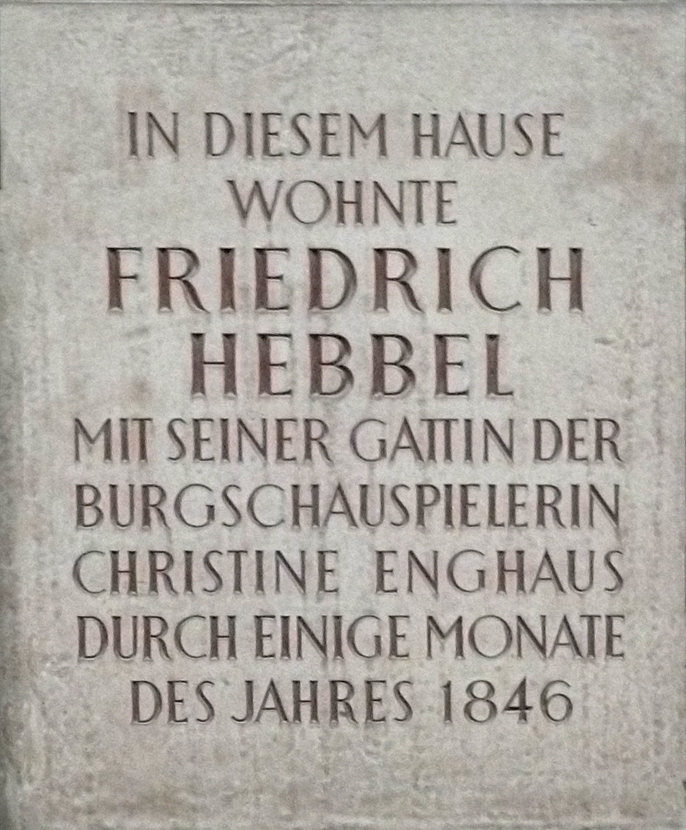 IN DIESEM HAUSE
WOHNTE
FRIEDRICH
HEBBEL
MIT SEINER GATTIN DER
BURGSCHAUSPIELERIN
CHRISTINE ENGHAUS
DURCH EINIGE MONATE
DES JAHRES 1846